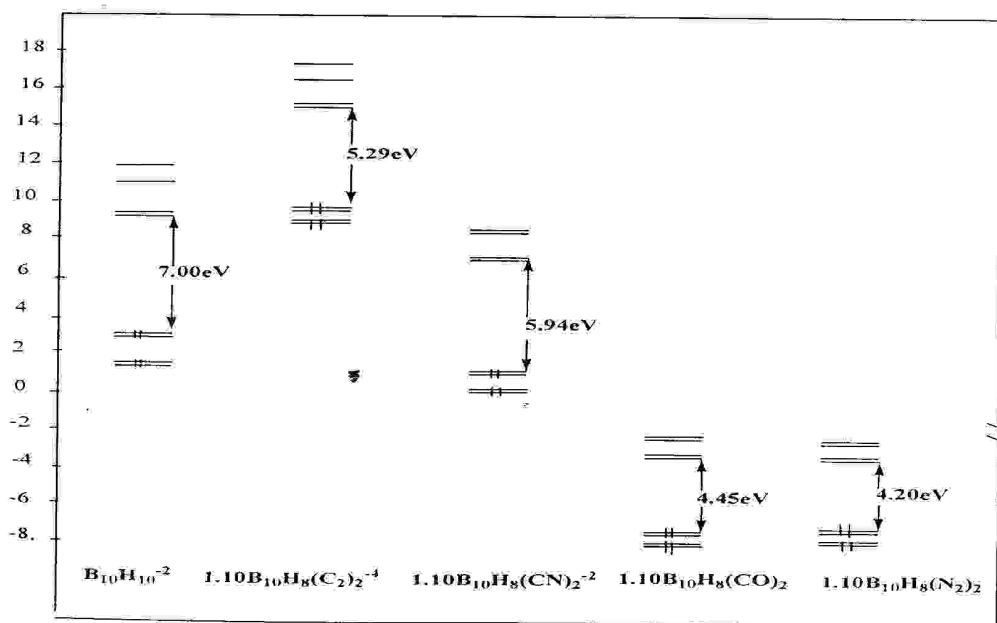 18
16
14
12
10
8
6
4
2
0
-2
-4
-6
-8.
7.00eV
5.29eV
5.94eV
4.45eV
4.20eV
B₁₀H₁₀⁻²
1.10B₁₀H₈(C₂)₂⁻⁴
1.10B₁₀H₈(CN)₂⁻²
1.10B₁₀H₈(CO)₂
1.10B₁₀H₈(N₂)₂